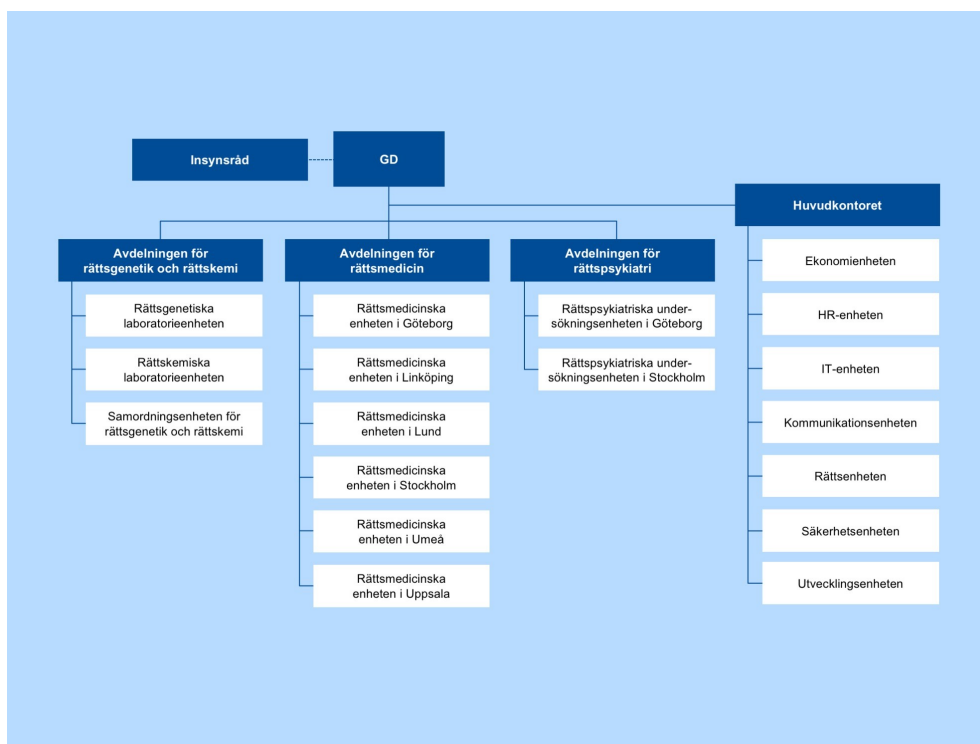 Insynsråd
GD
Huvudkontoret
Avdelningen för
rättsgenetik och rättskemi
Rättsgenetiska
laboratorieenheten
Rättskemiska
laboratorieenheten
Samordningsenheten för
rättsgenetik och rättskemi
Avdelningen för
rättsmedicin
Rättsmedicinska
enheten i Göteborg
Rättsmedicinska
enheten i Linköping
Rättsmedicinska
enheten i Lund
Rättsmedicinska
enheten i Stockholm
Rättsmedicinska
enheten i Umeå
Rättsmedicinska
enheten i Uppsala
Avdelningen för
rättspsykiatri
Rättspsykiatriska under-
sökningsenheten i Göteborg
Rättspsykiatriska under-
sökningsenheten i Stockholm
Ekonomienheten
HR-enheten
IT-enheten
Kommunikationsenheten
Rättsenheten
Säkerhetsenheten
Utvecklingsenheten